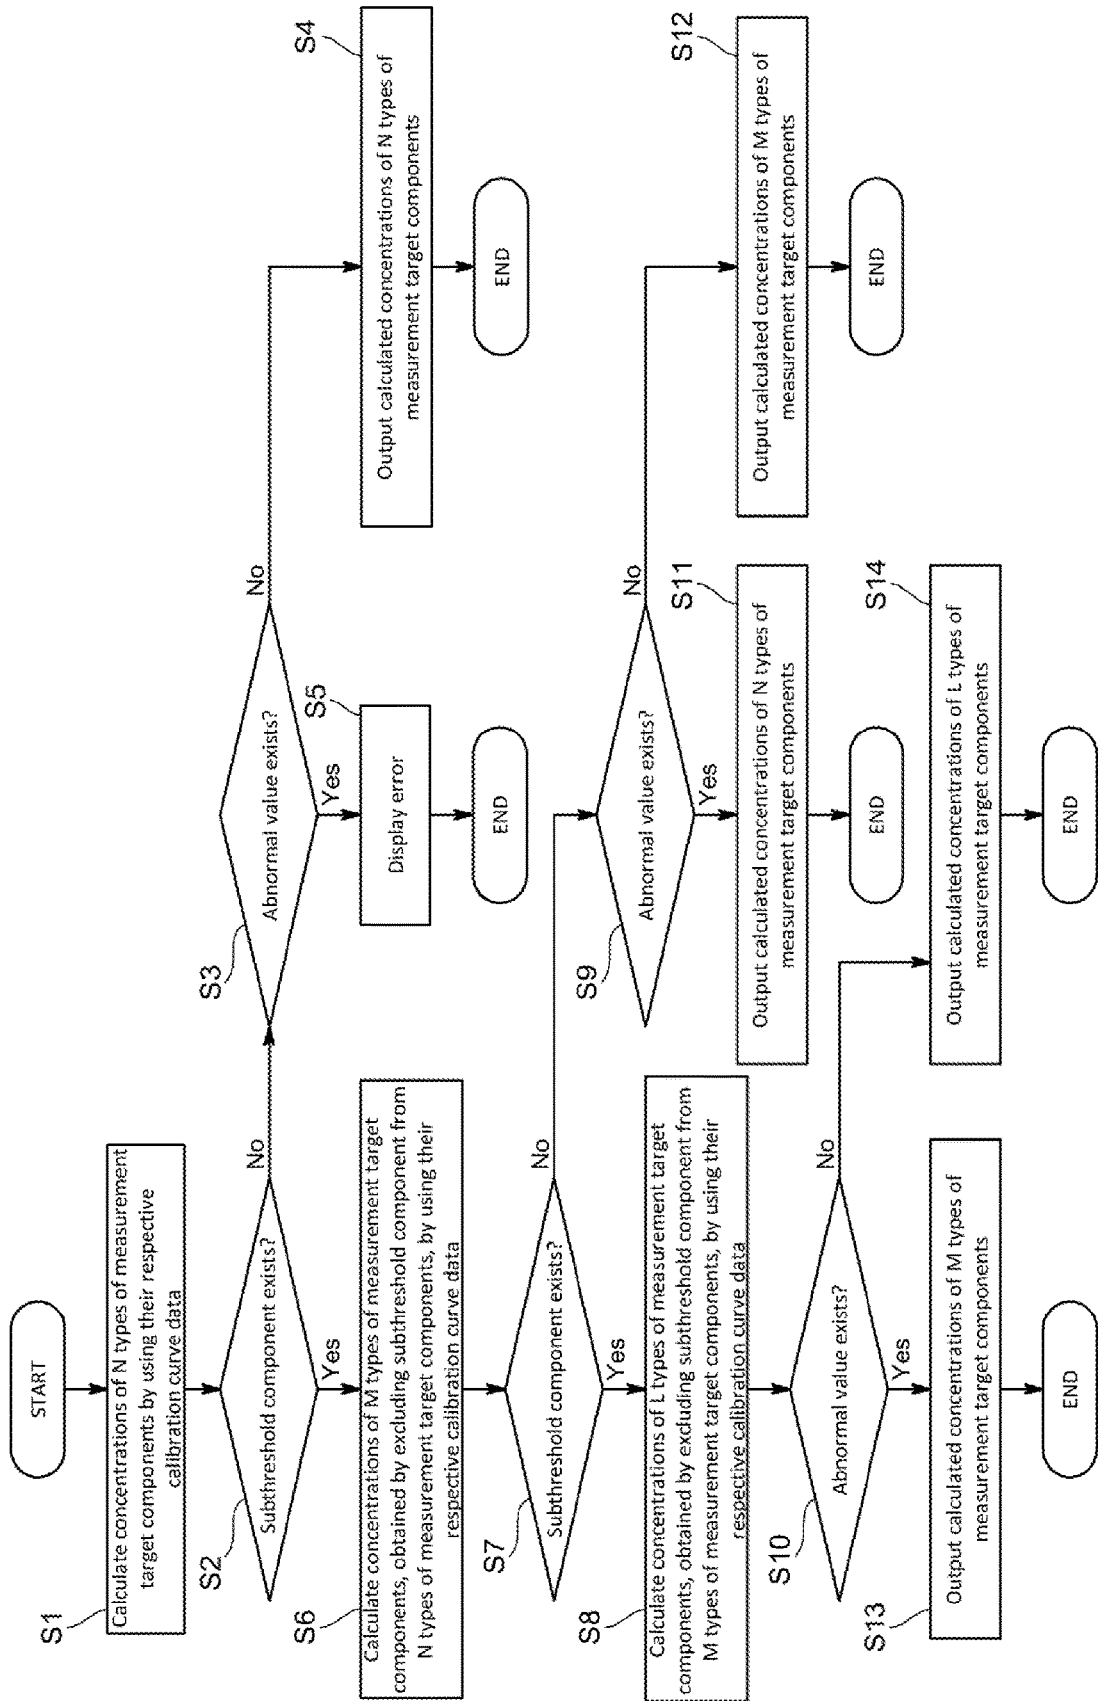 START
S1
Calculate concentrations of N types of measurement
target components by using their respective
calibration curve data
S2
Subthreshold component exists?
No
Yes
S3
Abnormal value exists?
No
Yes
S4
Output calculated concentrations of N types of
measurement target components
END
S5
Display error
END
S6
Calculate concentrations of M types of measurement target
components, obtained by excluding subthreshold component from
N types of measurement target components, by using their
respective calibration curve data
S7
Subthreshold component exists?
No
Yes
S9
Abnormal value exists?
No
Yes
S12
Output calculated concentrations of M types of
measurement target components
END
S11
Output calculated concentrations of N types of
measurement target components
END
S8
Calculate concentrations of L types of measurement target
components, obtained by excluding subthreshold component from
M types of measurement target components, by using their
respective calibration curve data
S10
Abnormal value exists?
No
Yes
S14
Output calculated concentrations of L types of
measurement target components
END
S13
Output calculated concentrations of M types of
measurement target components
END